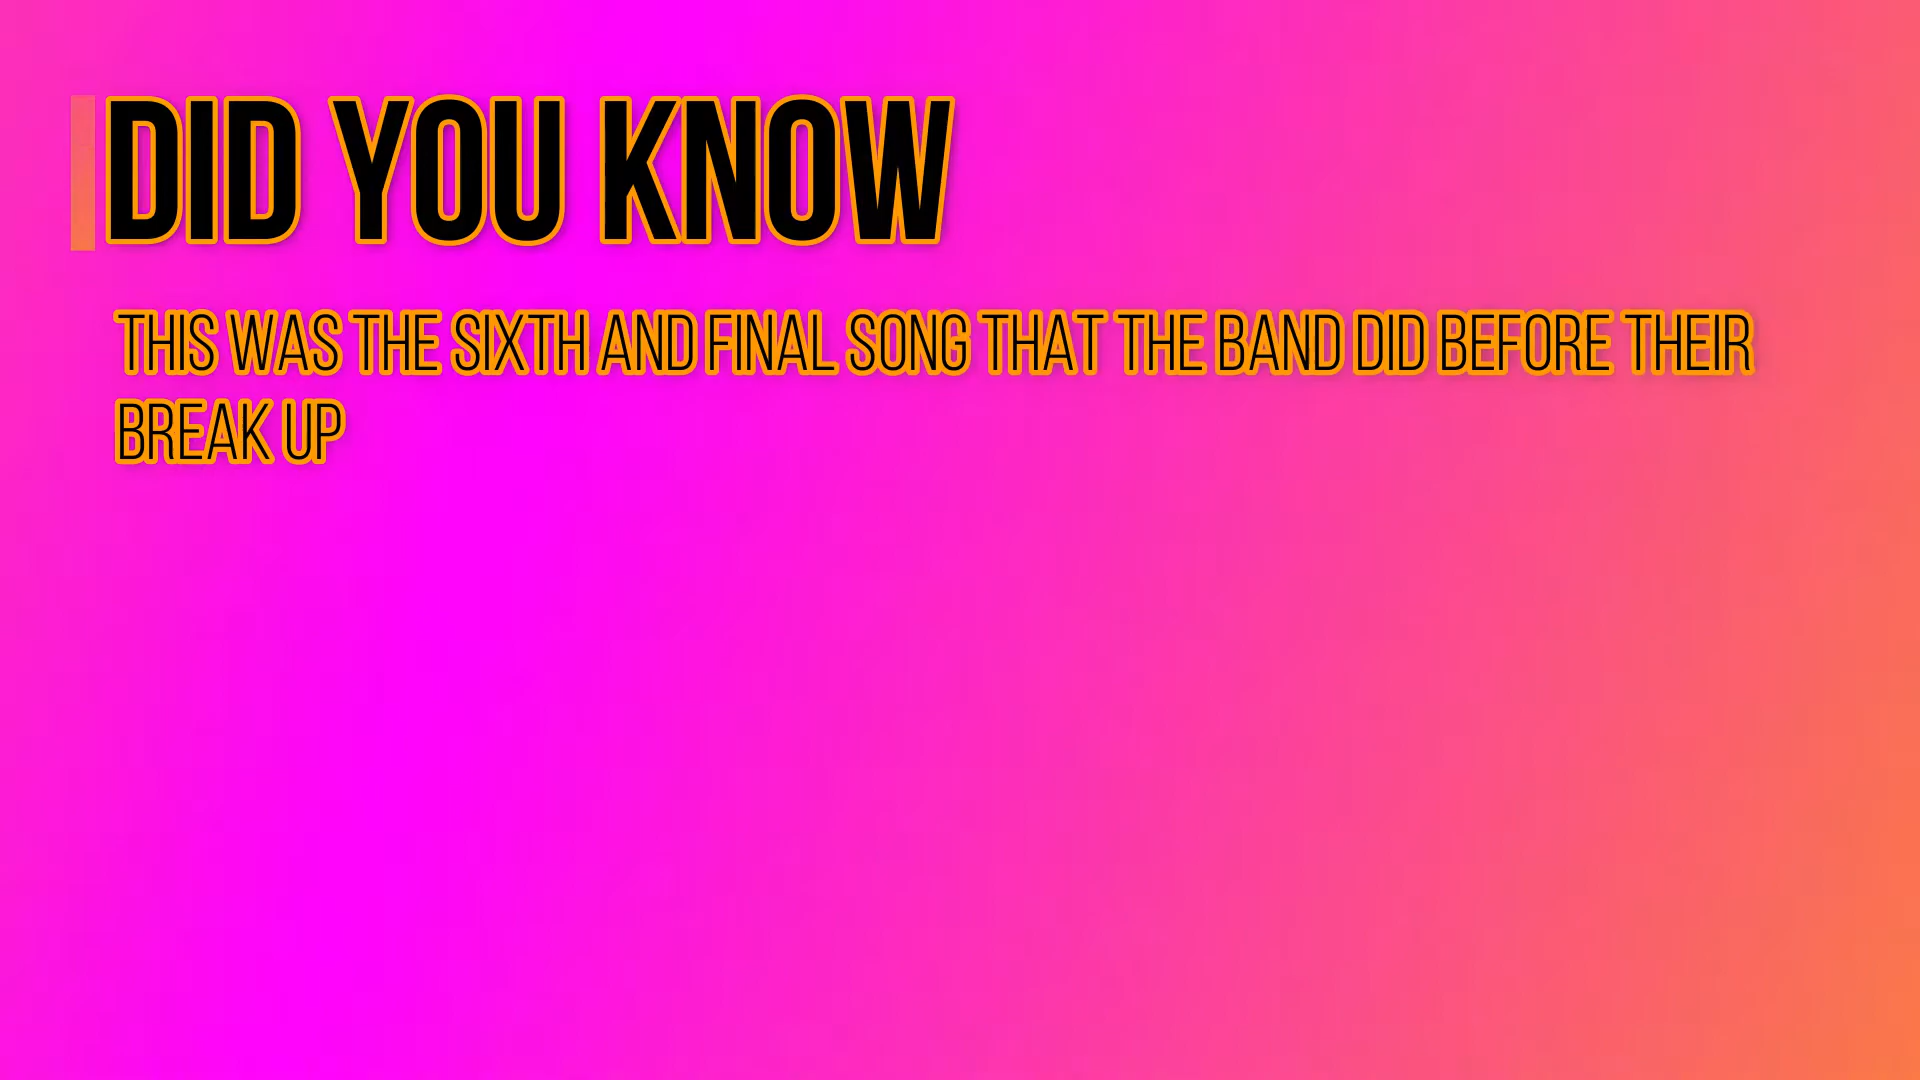 DID YOU KNOW
THIS WAS THE SIXTH AND FINAL SONG THAT THE BAND DID BEFORE THEIR
BREAK UP